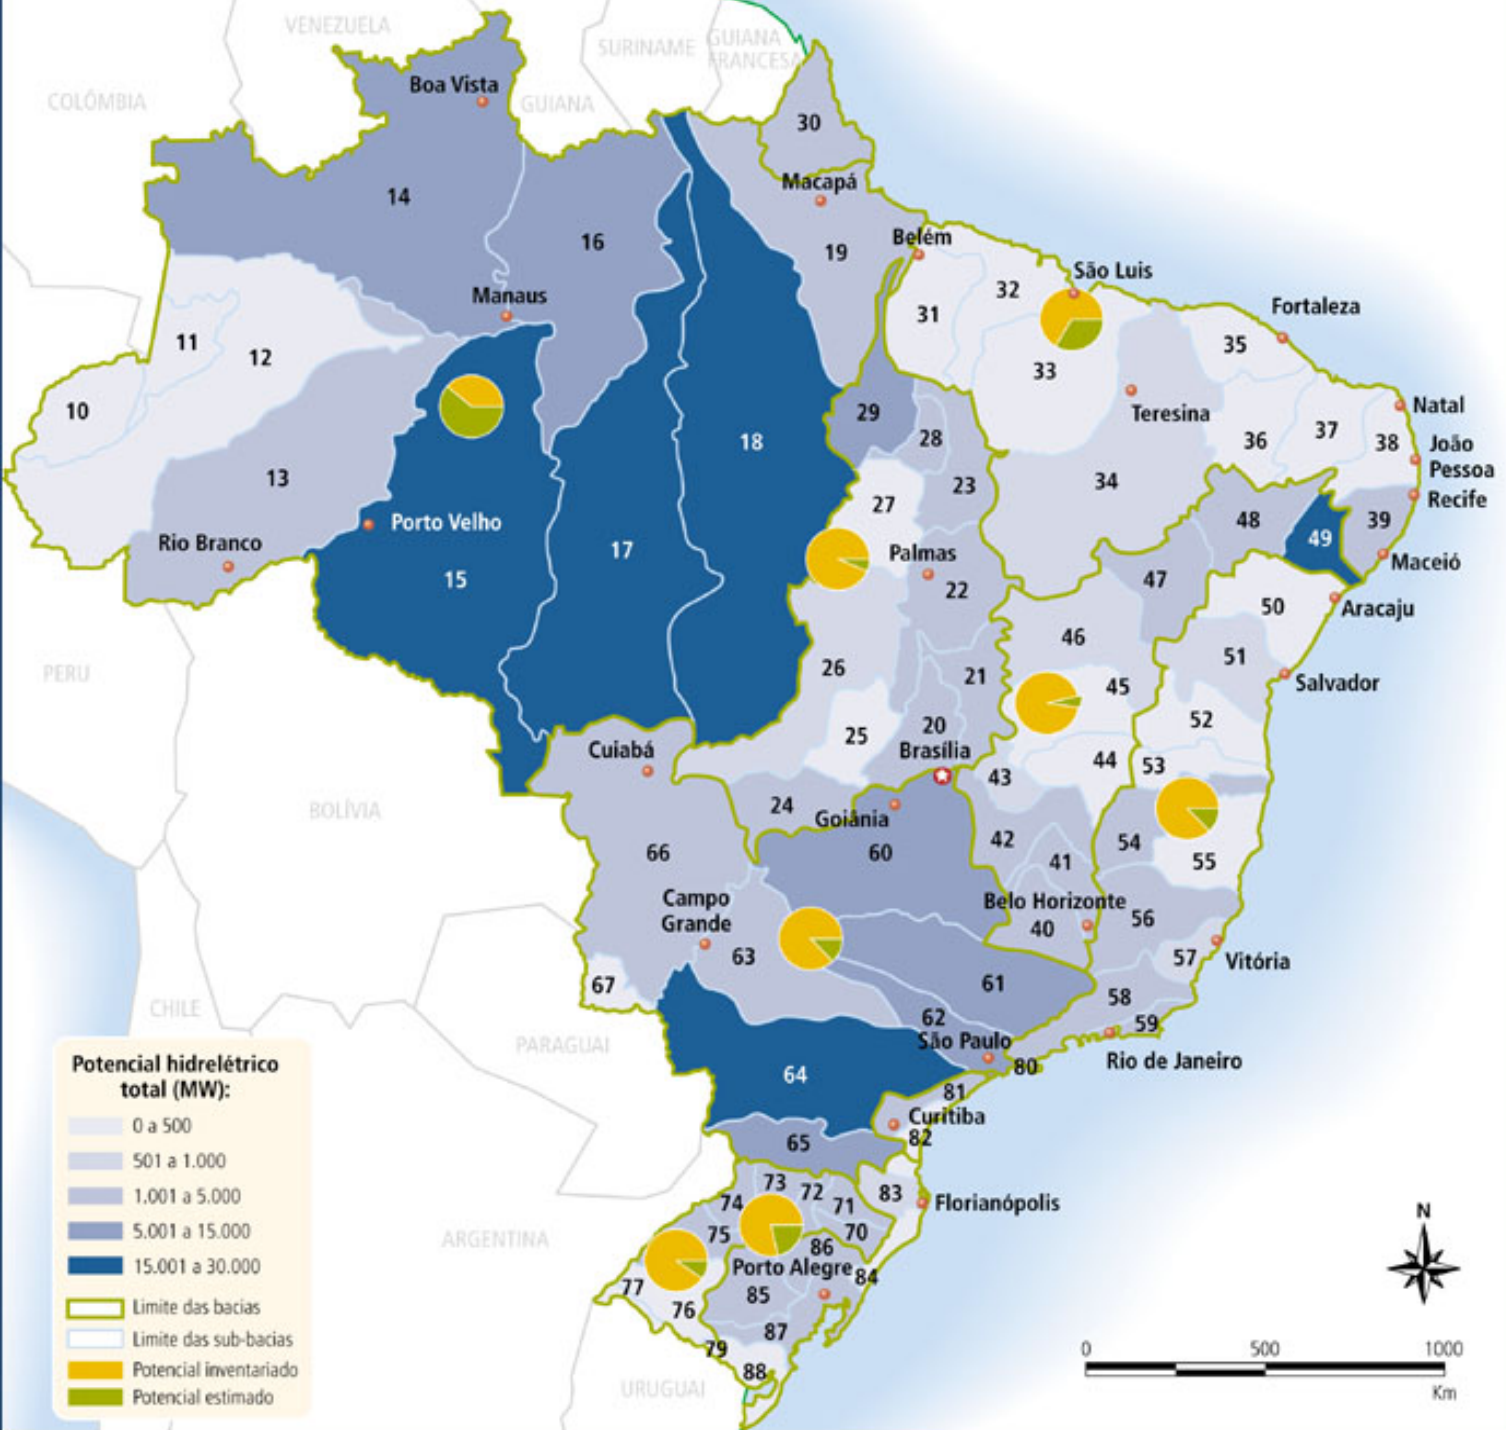 VENEZUELA
SURINAME
GUIANA
FRANCESA
COLÔMBIA
Boa Vista
GUIANA
30
Macapá
14
16
19
Belém
São Luis
32
Fortaleza
Manaus
31
11
12
35
33
10
29
Teresina
Natal
18
28
36
37
38
João
Pessoa
13
23
34
27
Recife
Porto Velho
48
39
49
Rio Branco
17
Palmas
Maceió
15
22
47
50
Aracaju
46
51
PERU
26
21
Salvador
45
52
20
25
Brasília
Cuiabá
44
53
43
24
BOLÍVIA
Goiânia
42
54
66
60
41
55
Campo
Grande
Belo Horizonte
56
40
63
57
Vitória
67
61
58
CHILE
62
59
São Paulo
PARAGUAI
80
Rio de Janeiro
64
81
Curitiba
82
65
73
72
83
74
71
Florianópolis
75
70
ARGENTINA
86
Porto Alegre
84
77
85
76
87
79
88
URUGUAI
Potencial hidrelétrico
total (MW):
0 a 500
501 a 1.000
1.001 a 5.000
5.001 a 15.000
15.001 a 30.000
Limite das bacias
Limite das sub-bacias
Potencial inventariado
Potencial estimado
N
0 500 1000
Km